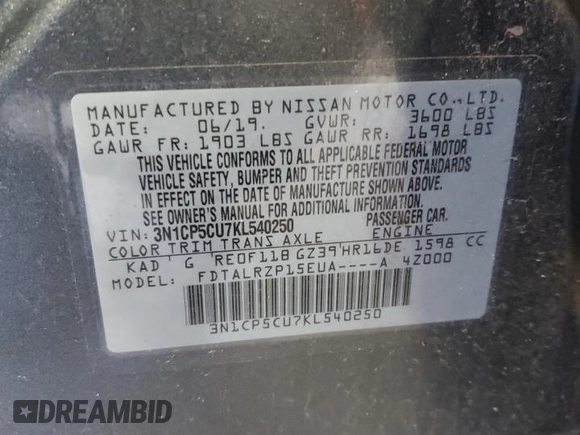 MANUFACTURED BY NISSAN MOTOR CO.,LTD.
DATE: 06/19. GVWR: 3600 LBS
GAWR FR: 1903 LBS GAWR RR: 1698 LBS
THIS VEHICLE CONFORMS TO ALL APPLICABLE FEDERAL MOTOR
VEHICLE SAFETY, BUMPER AND THEFT PREVENTION STANDARDS
IN EFFECT ON THE DATE OF MANUFACTURE SHOWN ABOVE.
SEE OWNER'S MANUAL FOR ADDITIONAL INFORMATION.
VIN: 3N1CP5CU7KL540250 PASSENGER CAR.
COLOR TRIM TRANS AXLE ENGINE
KAD G RE0F11B GZ39 HR16DE 1598 CC
MODEL: FDTALRZP15EUA----A 4Z000
3N1CP5CU7KL540250
DREAMBID